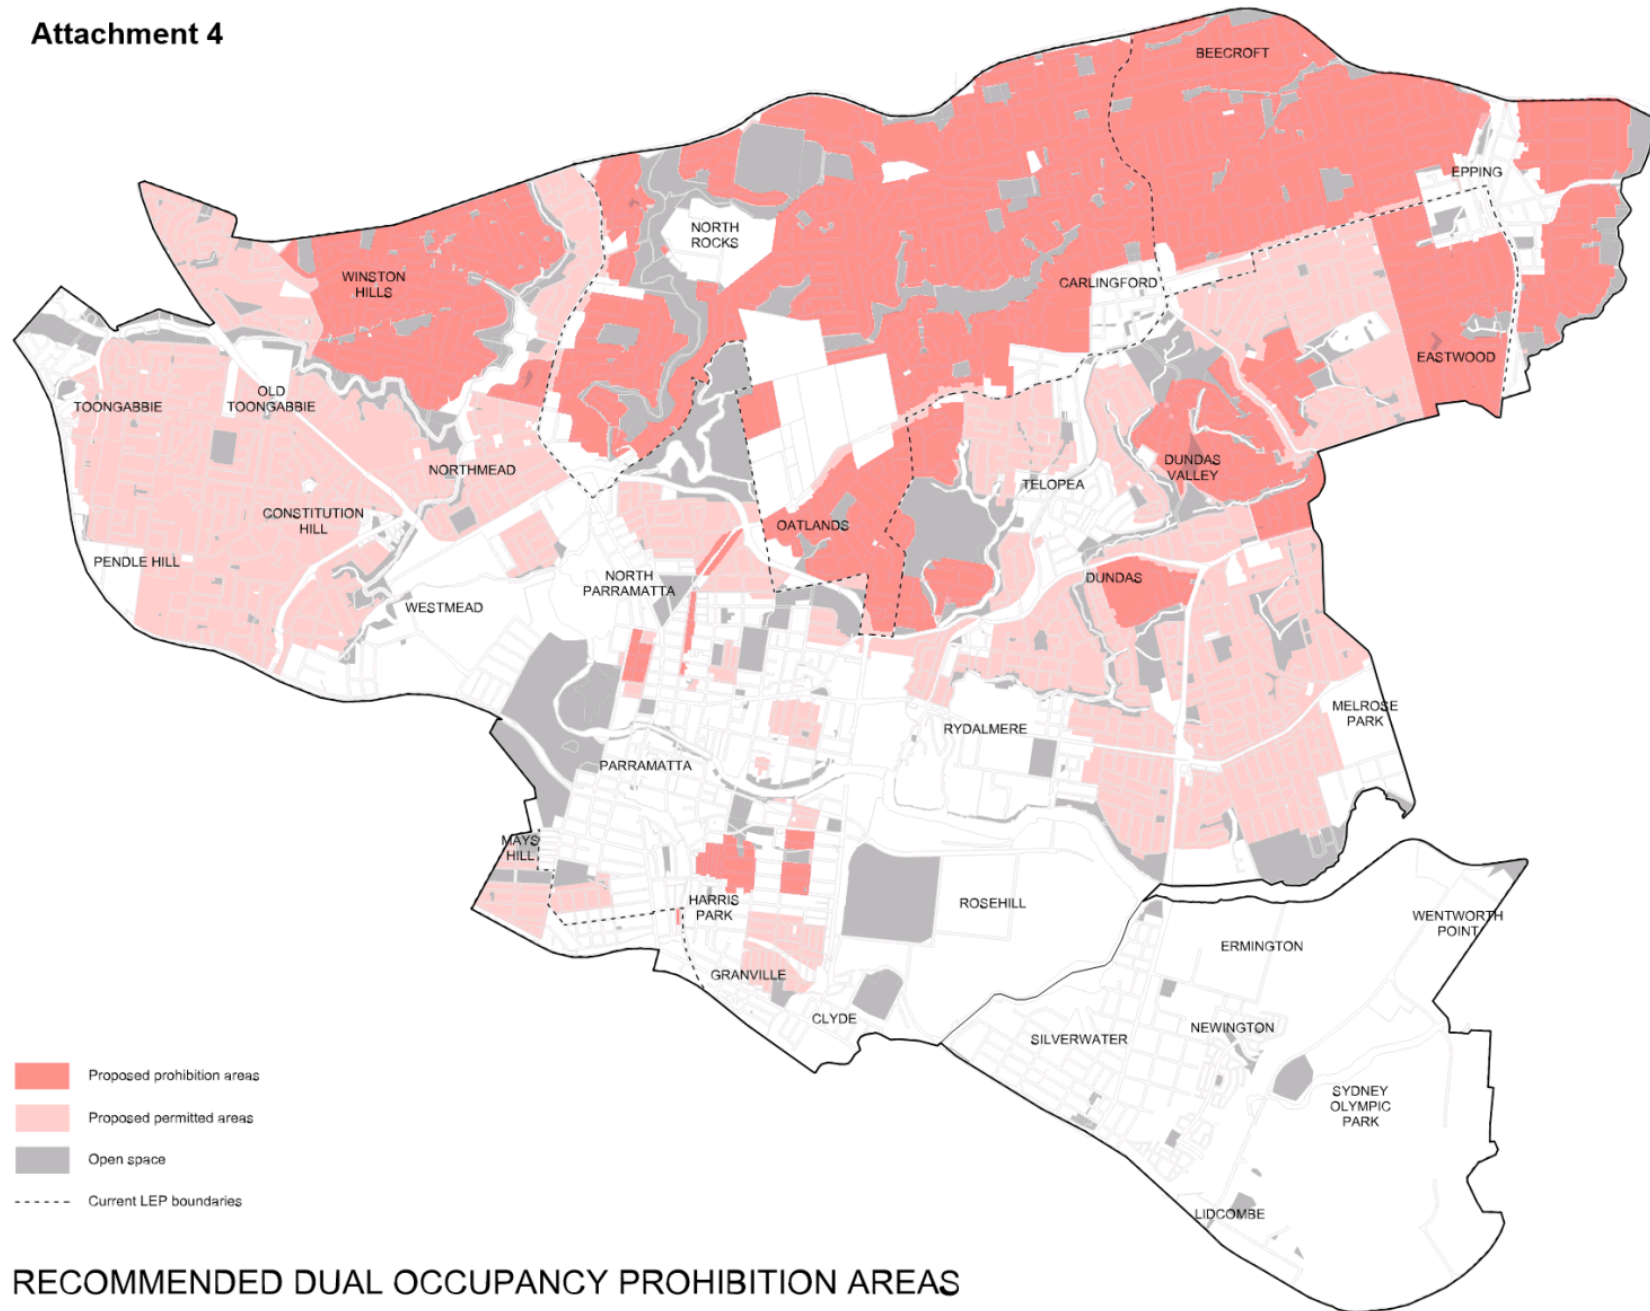 Attachment 4
BEECROFT
EPPING
NORTH
ROCKS
WINSTON
HILLS
CARLINGFORD
EASTWOOD
TOONGABBIE
OLD
TOONGABBIE
NORTHMEAD
DUNDAS
VALLEY
TELOPEA
CONSTITUTION
HILL
OATLANDS
PENDLE HILL
NORTH
PARRAMATTA
DUNDAS
WESTMEAD
MELROSE
PARK
RYDALMERE
PARRAMATTA
MAYS
HILL
HARRIS
PARK
ROSEHILL
WENTWORTH
POINT
ERMINGTON
GRANVILLE
CLYDE
SILVERWATER
NEWINGTON
SYDNEY
OLYMPIC
PARK
LIDCOMBE
Proposed prohibition areas
Proposed permitted areas
Open space
Current LEP boundaries
RECOMMENDED DUAL OCCUPANCY PROHIBITION AREAS